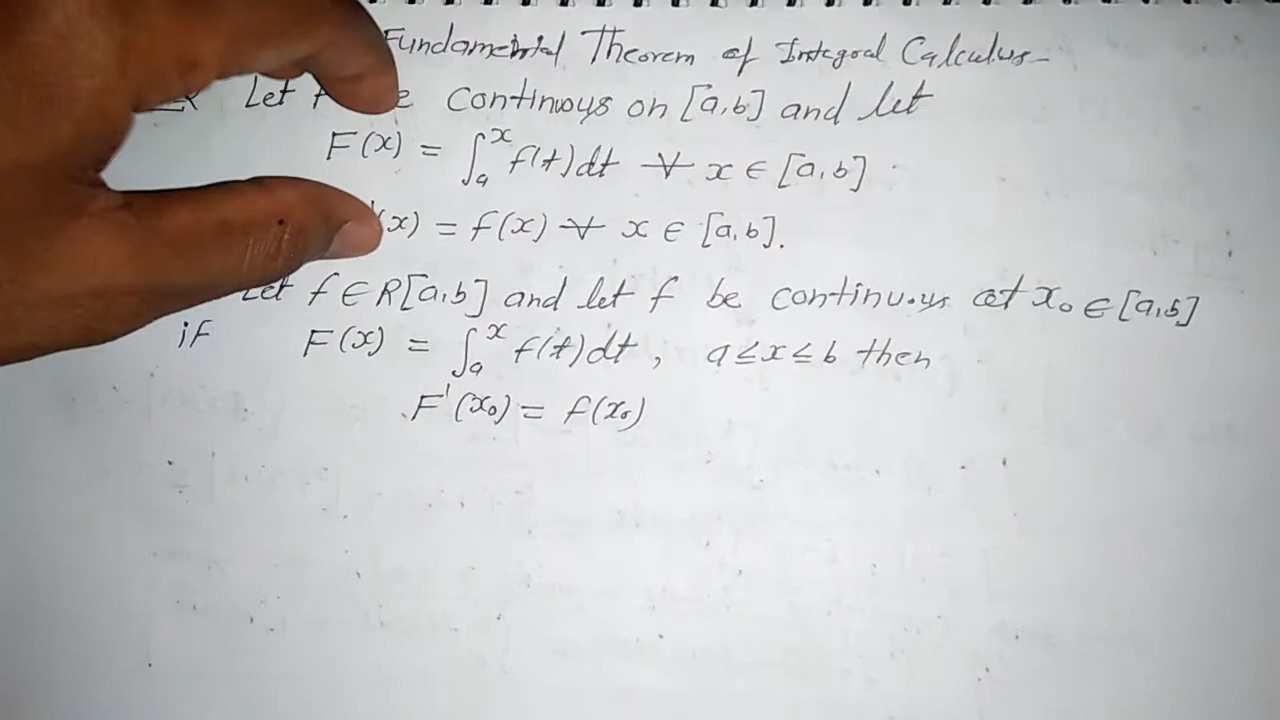 Fundamental Theorem of Integral Calculus-
Let continuous on [a,b] and let
F(x) = ∫ₐˣ f(t)dt ∀ x ∈ [a,b]
'(x) = f(x) ∀ x ∈ [a,b].
Let f ∈ R[a,b] and let f be continuous at x₀ ∈ [a,b]
if F(x) = ∫ₐˣ f(t)dt, a≤x≤b then
F'(x₀) = f(x₀)